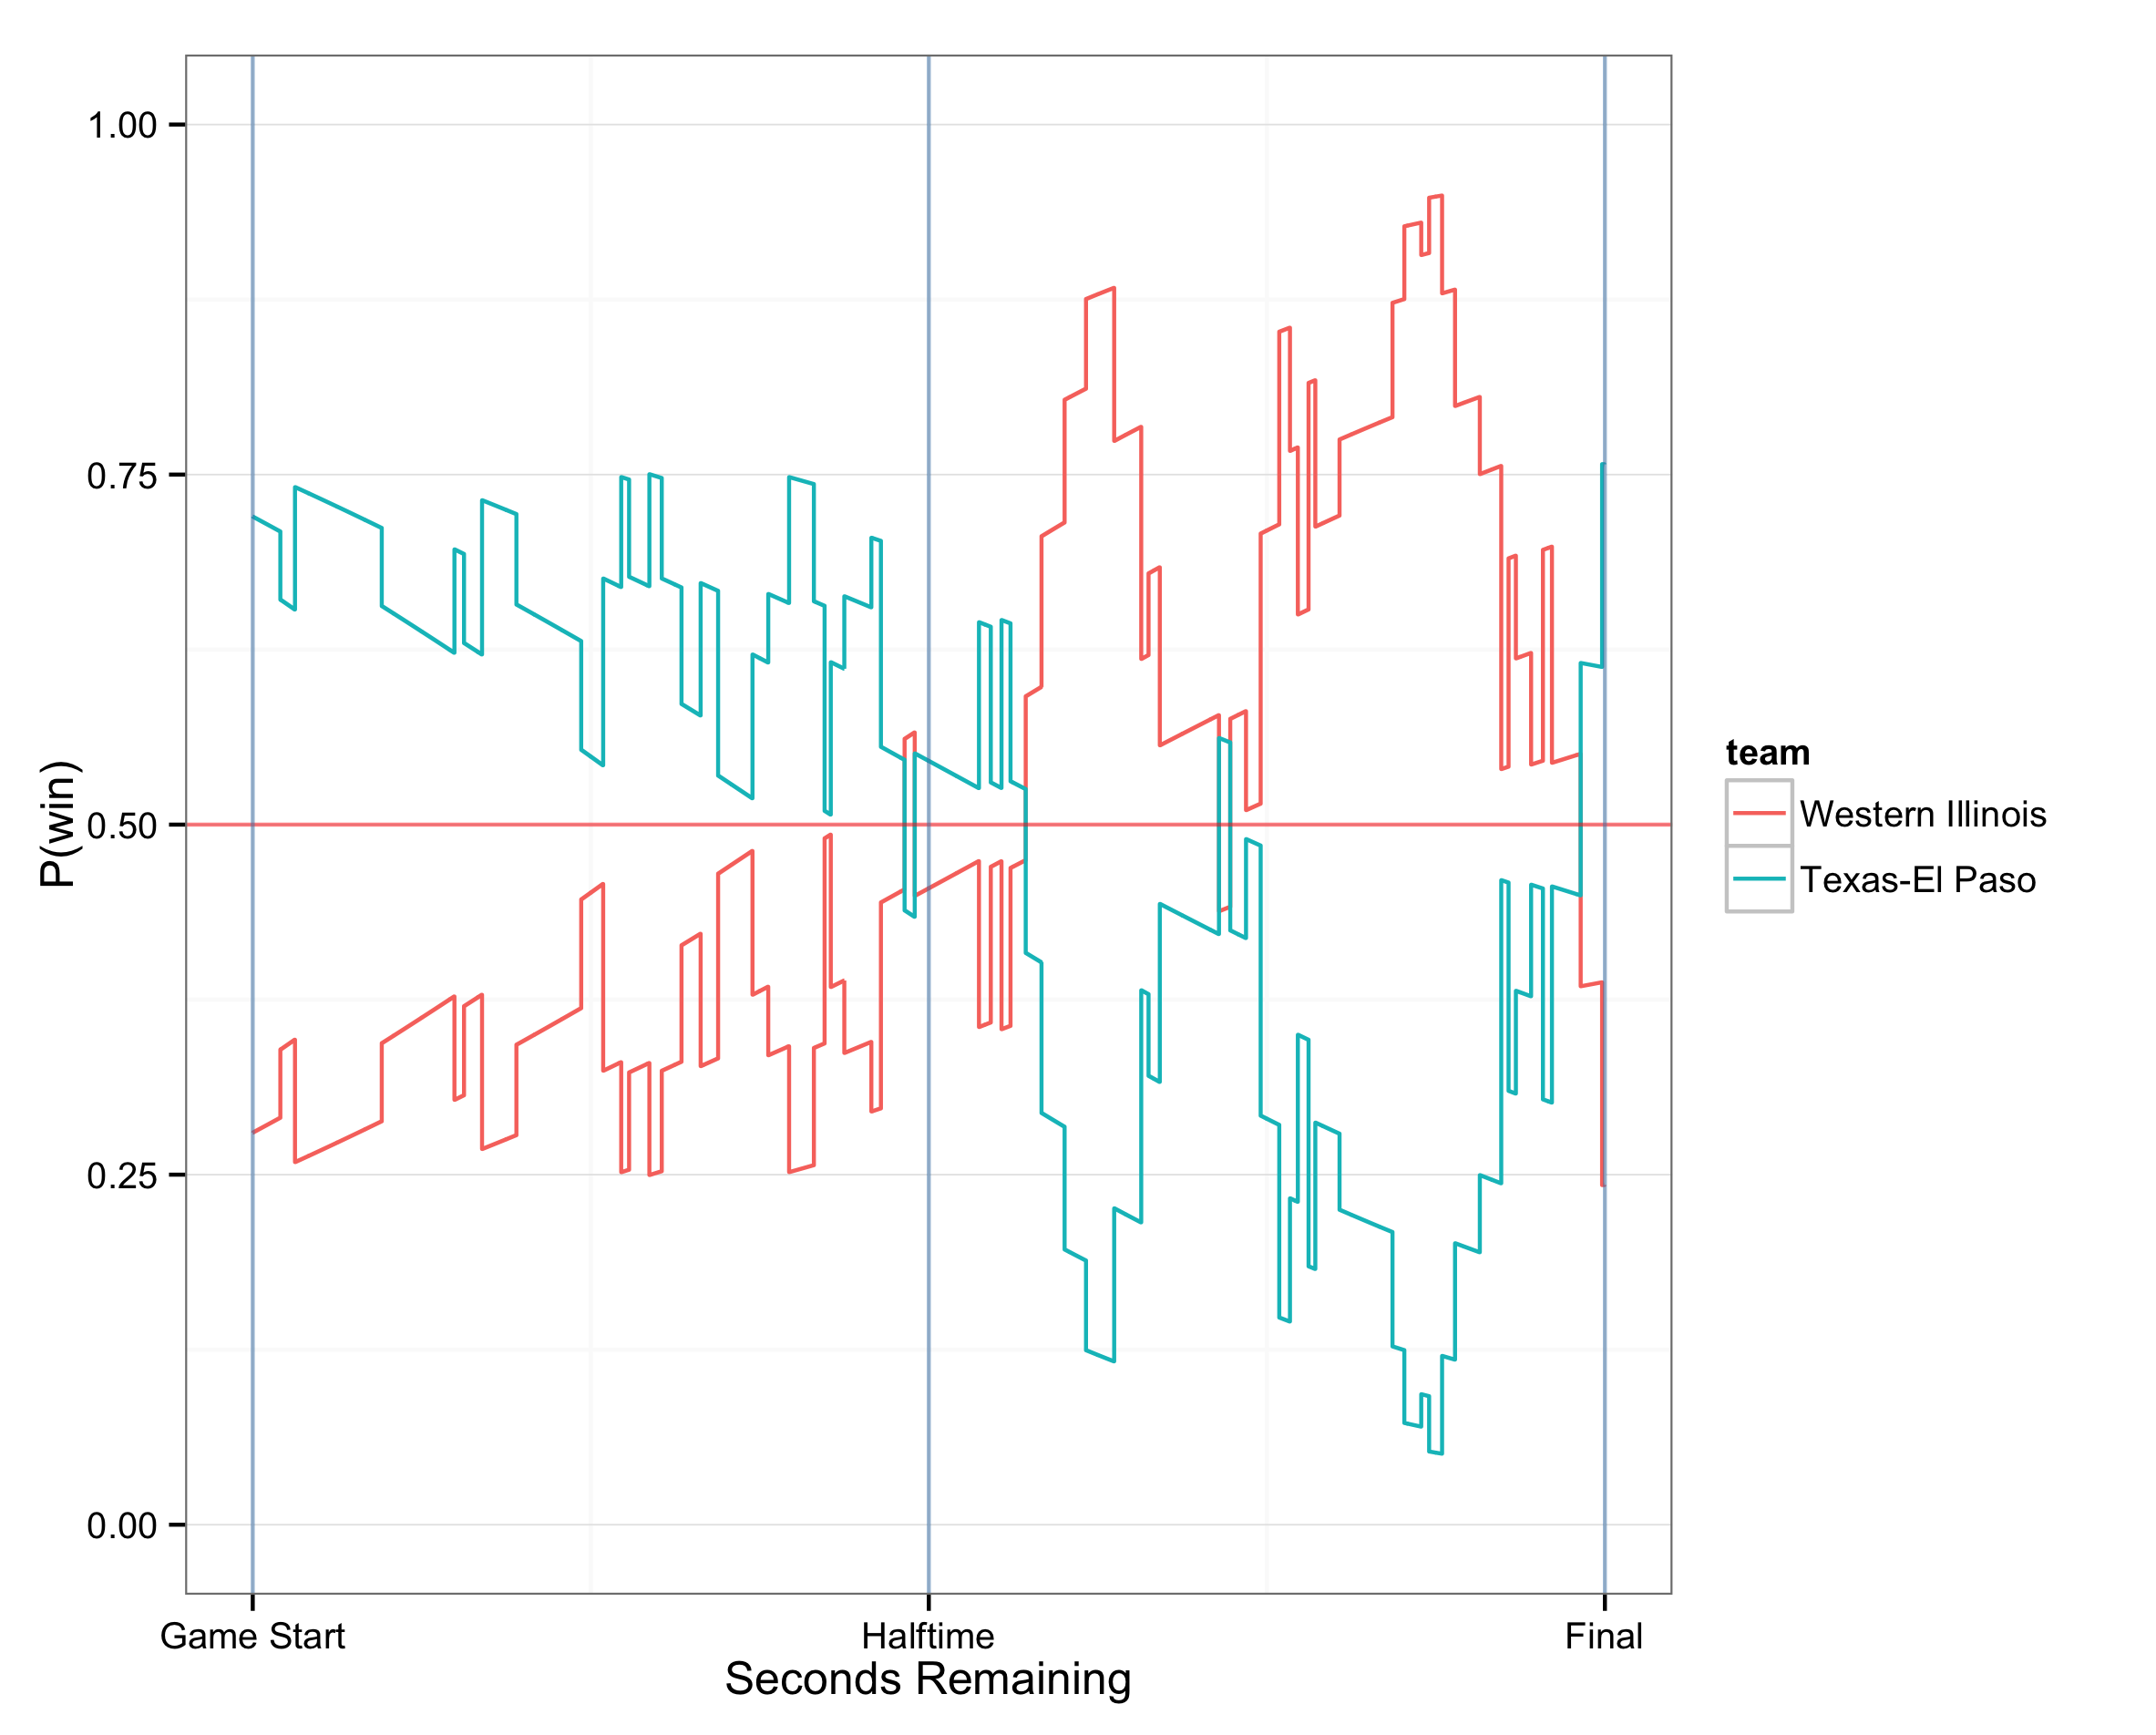 1.00
0.75
0.50
0.25
0.00
P(win)
Game Start
Halftime
Final
Seconds Remaining
team
Western Illinois
Texas-El Paso